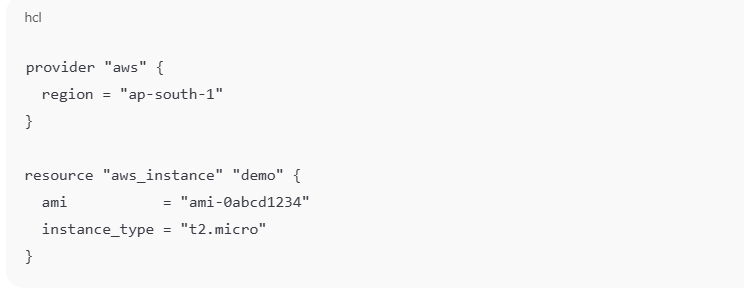 hcl
provider "aws" {
  region = "ap-south-1"
}
resource "aws_instance" "demo" {
  ami           = "ami-0abcd1234"
  instance_type = "t2.micro"
}